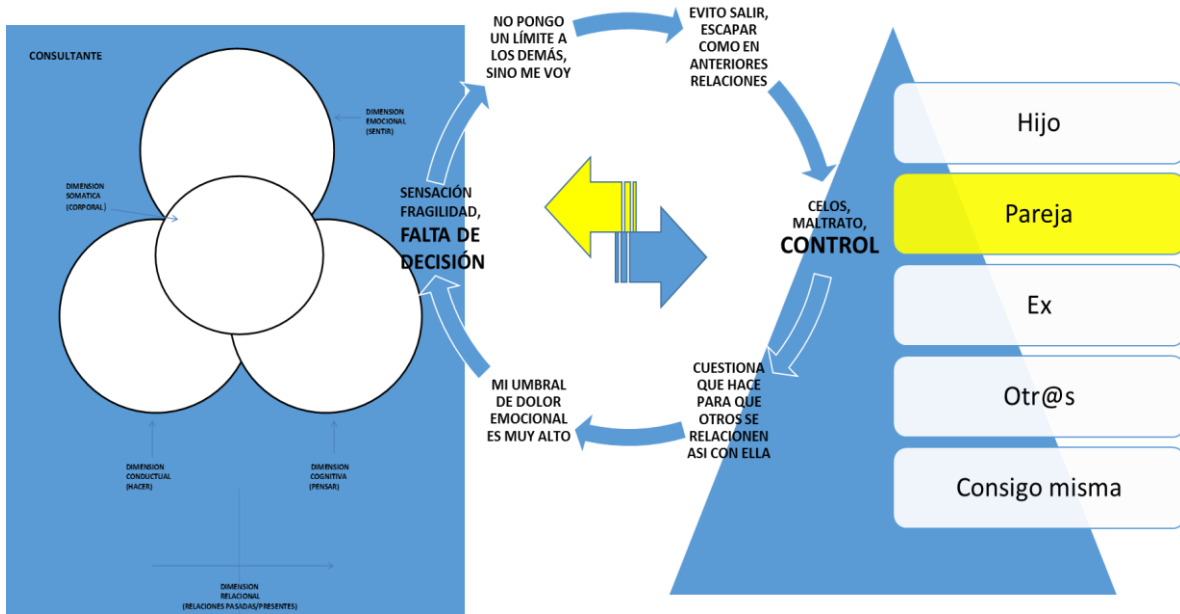 CONSULTANTE
DIMENSION
EMOCIONAL
(SENTIR)
DIMENSION
SOMATICA
(CORPORAL)
DIMENSION
CONDUCTUAL
(HACER)
DIMENSION
COGNITIVA
(PENSAR)
DIMENSION
RELACIONAL
(RELACIONES PASADAS/PRESENTES)
SENSACIÓN
FRAGILIDAD,
FALTA DE
DECISIÓN
NO PONGO
UN LÍMITE A
LOS DEMÁS,
SINO ME VOY
EVITO SALIR,
ESCAPAR
COMO EN
ANTERIORES
RELACIONES
CELOS,
MALTRATO,
CONTROL
CUESTIONA
QUE HACE
PARA QUE
OTROS SE
RELACIONEN
ASI CON ELLA
MI UMBRAL
DE DOLOR
EMOCIONAL
ES MUY ALTO
Hijo
Pareja
Ex
Otr@s
Consigo misma